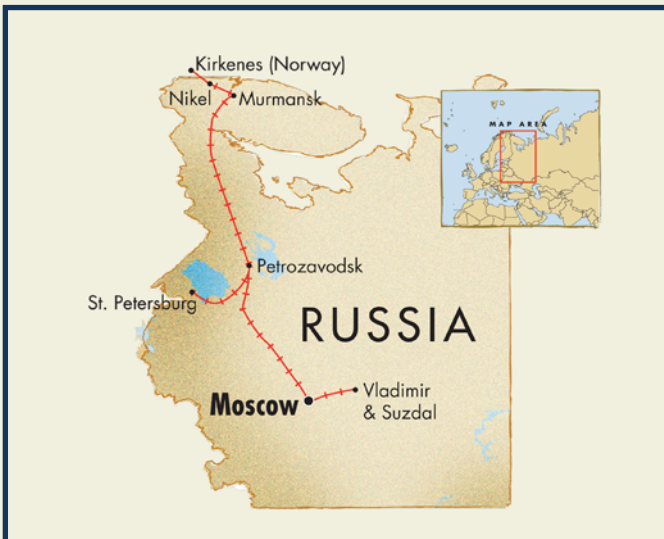 Kirkenes (Norway)
Nikel
Murmansk
MAP AREA
Petrozavodsk
St. Petersburg
RUSSIA
Moscow
Vladimir
& Suzdal